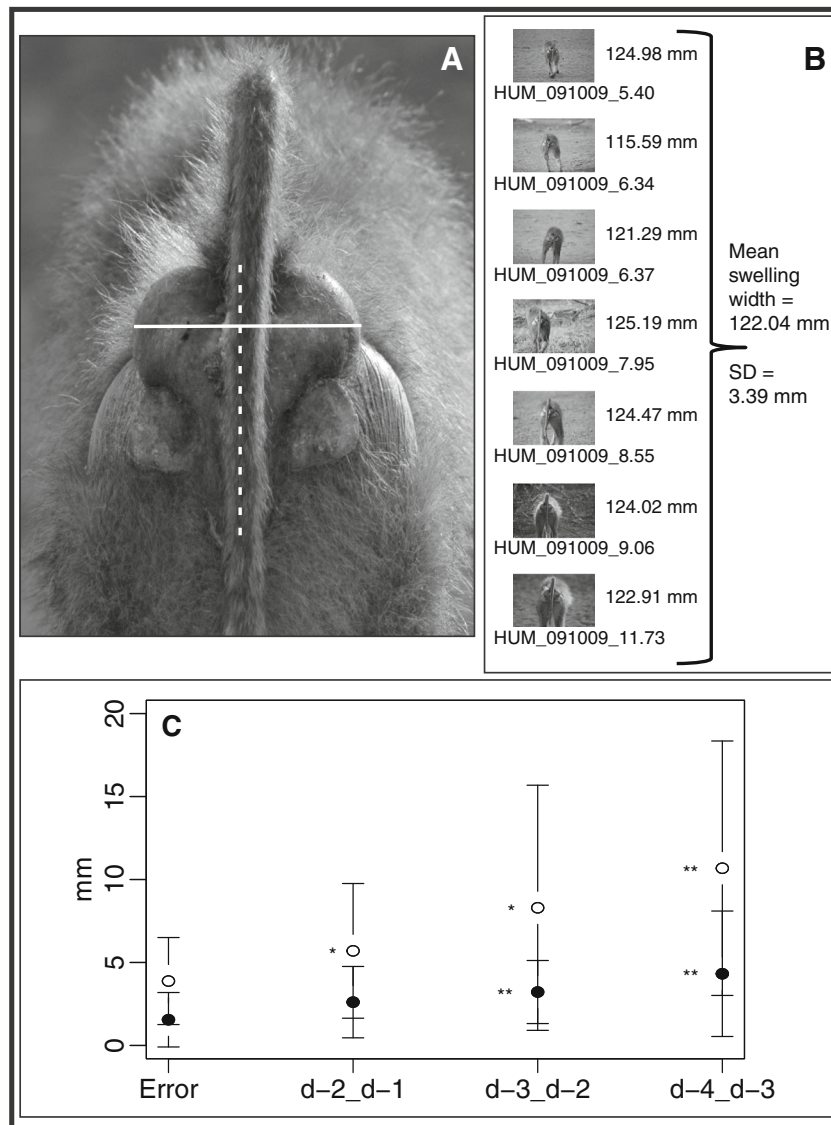 A
B
124.98 mm
HUM_091009_5.40
115.59 mm
HUM_091009_6.34
121.29 mm
HUM_091009_6.37
125.19 mm
HUM_091009_7.95
124.47 mm
HUM_091009_8.55
124.02 mm
HUM_091009_9.06
122.91 mm
HUM_091009_11.73
Mean
swelling
width =
122.04 mm
SD =
3.39 mm
C
mm
20
15
10
5
0
*
*
**
**
**
Error
d-2_d-1
d-3_d-2
d-4_d-3